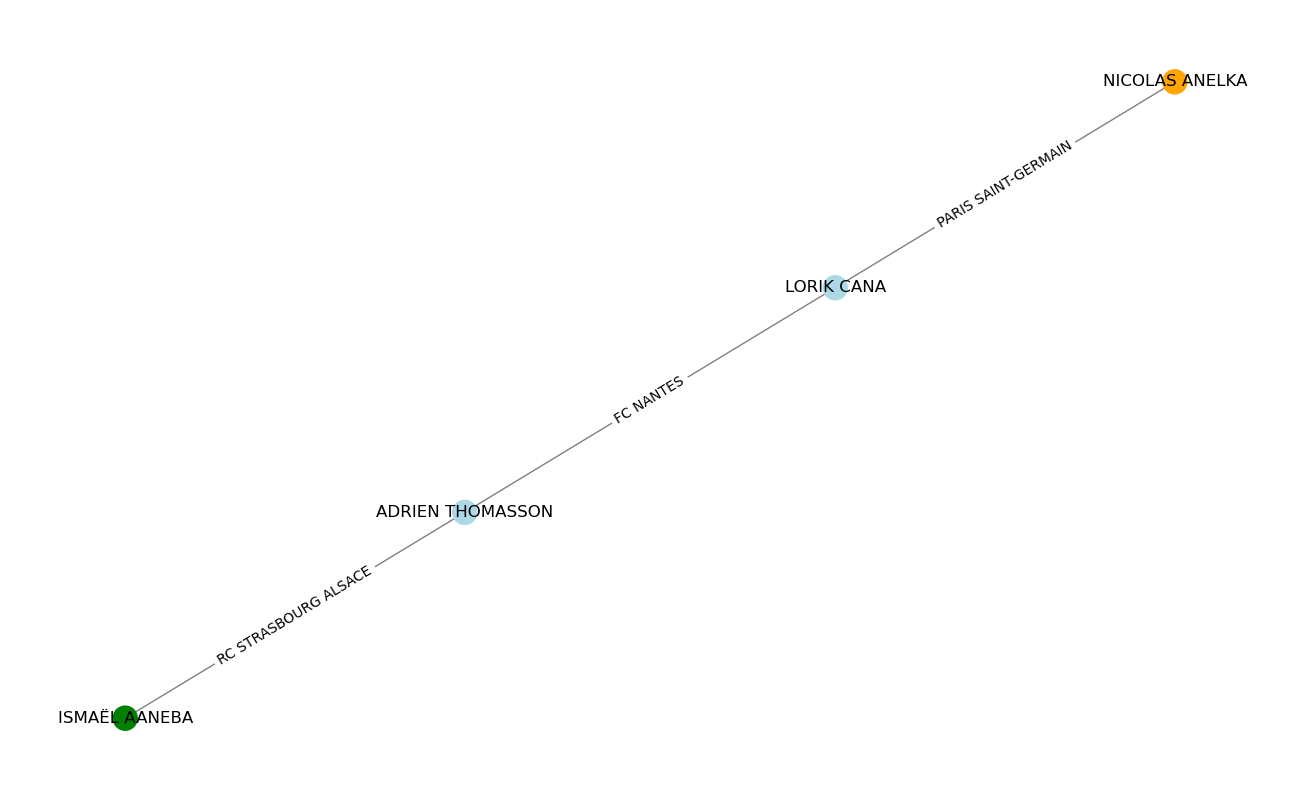 NICOLAS ANELKA
PARIS SAINT-GERMAIN
LORIK CANA
FC NANTES
ADRIEN THOMASSON
RC STRASBOURG ALSACE
ISMAËL AANEBA